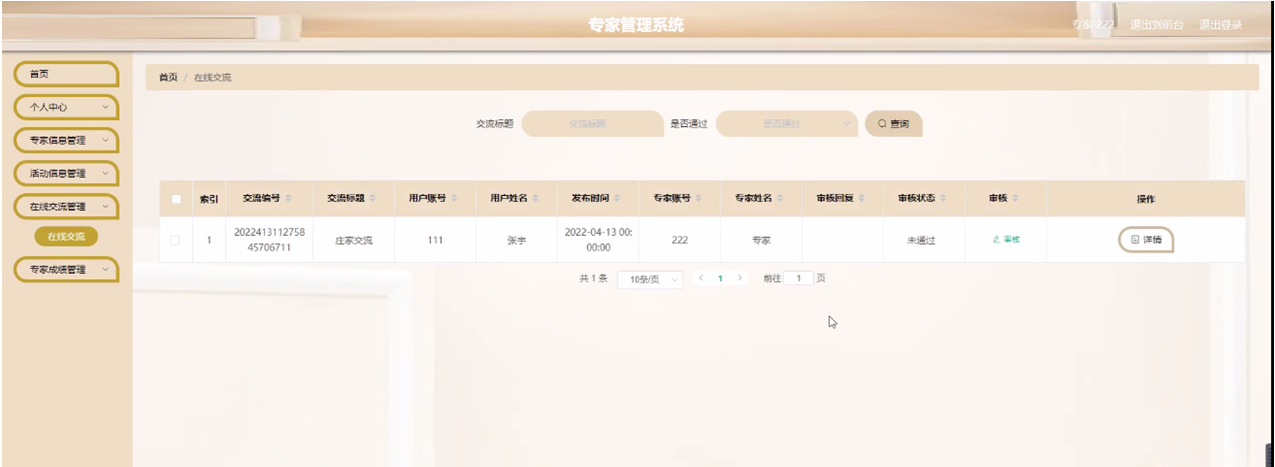 专家管理系统
专家 222 退出到前台 退出登录
首页
个人中心
专家信息管理
活动信息管理
在线交流管理
在线交流
专家成绩管理
首页 / 在线交流
交流标题 交流标题 是否通过 是否通过 查询
索引 交流编号 交流标题 用户账号 用户姓名 发布时间 专家账号 专家姓名 审核回复 审核状态 审核 操作
1 2022413112758 庄家交流 111 张宇 2022-04-13 00: 222 专家 未通过 审核 详情
45706711 00:00
共 1 条 10条/页 1 前往 1 页